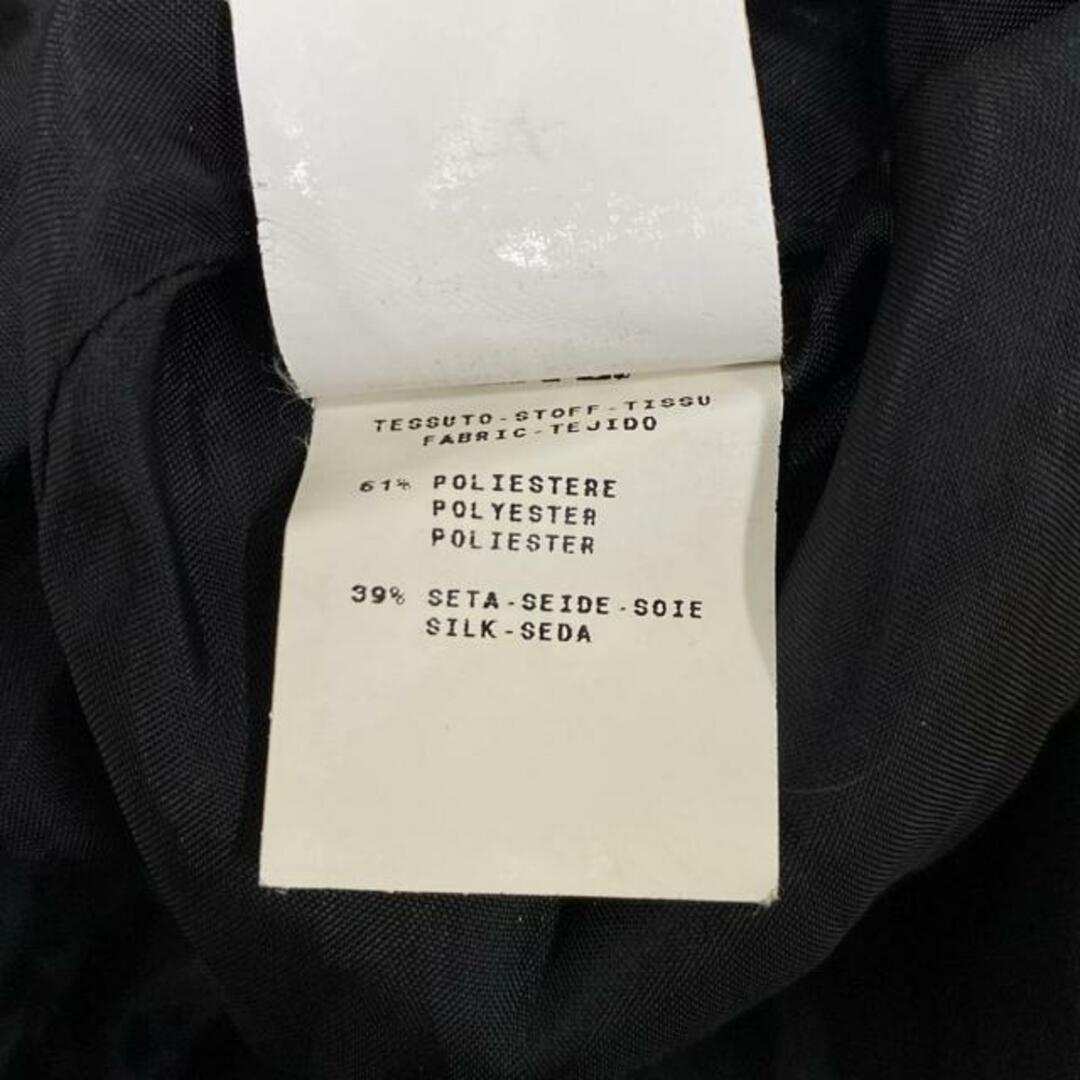 TESSUTO-STOFF-TISSU
FABRIC-TEJIDO
61% POLIESTERE
POLYESTER
POLIESTER
39% SETA-SEIDE-SOIE
SILK-SEDA